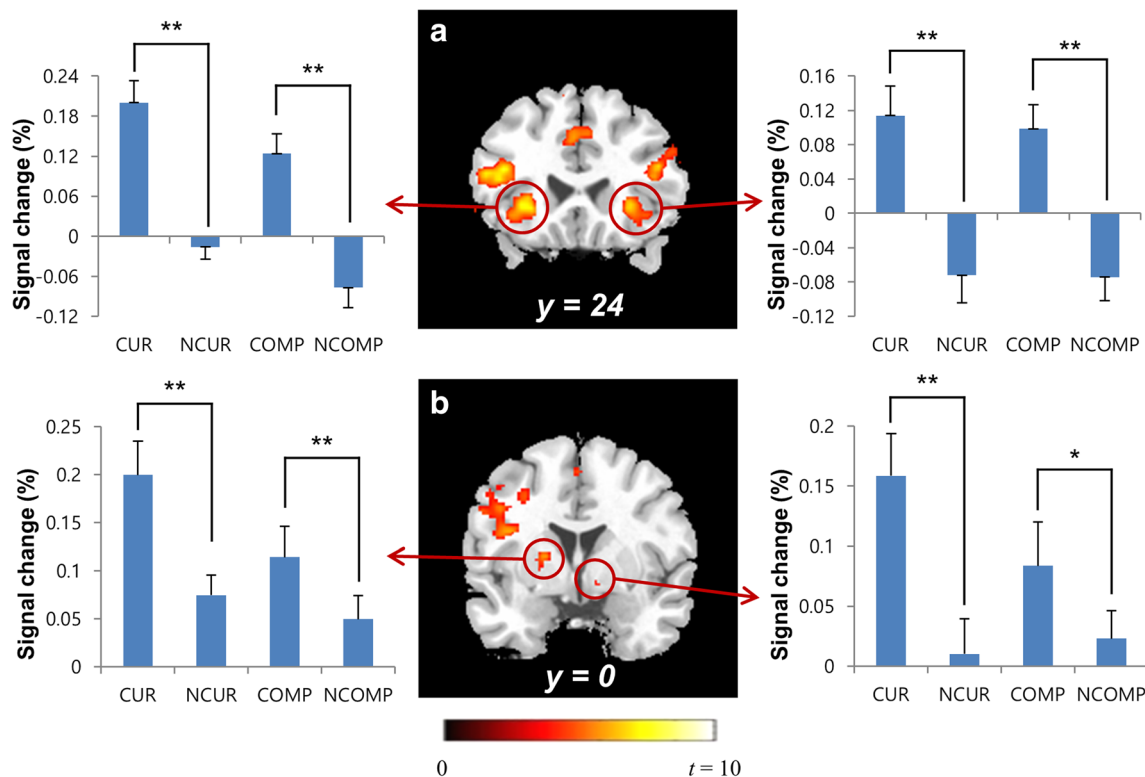 **
**
Signal change (%)
0.24
0.18
0.12
0.06
0
-0.06
-0.12
CUR NCUR COMP NCOMP
a
y = 24
**
**
Signal change (%)
0.16
0.12
0.08
0.04
0
-0.04
-0.08
-0.12
CUR NCUR COMP NCOMP
**
**
Signal change (%)
0.25
0.2
0.15
0.1
0.05
0
CUR NCUR COMP NCOMP
b
y = 0
**
*
Signal change (%)
0.2
0.15
0.1
0.05
0
CUR NCUR COMP NCOMP
0 t = 10